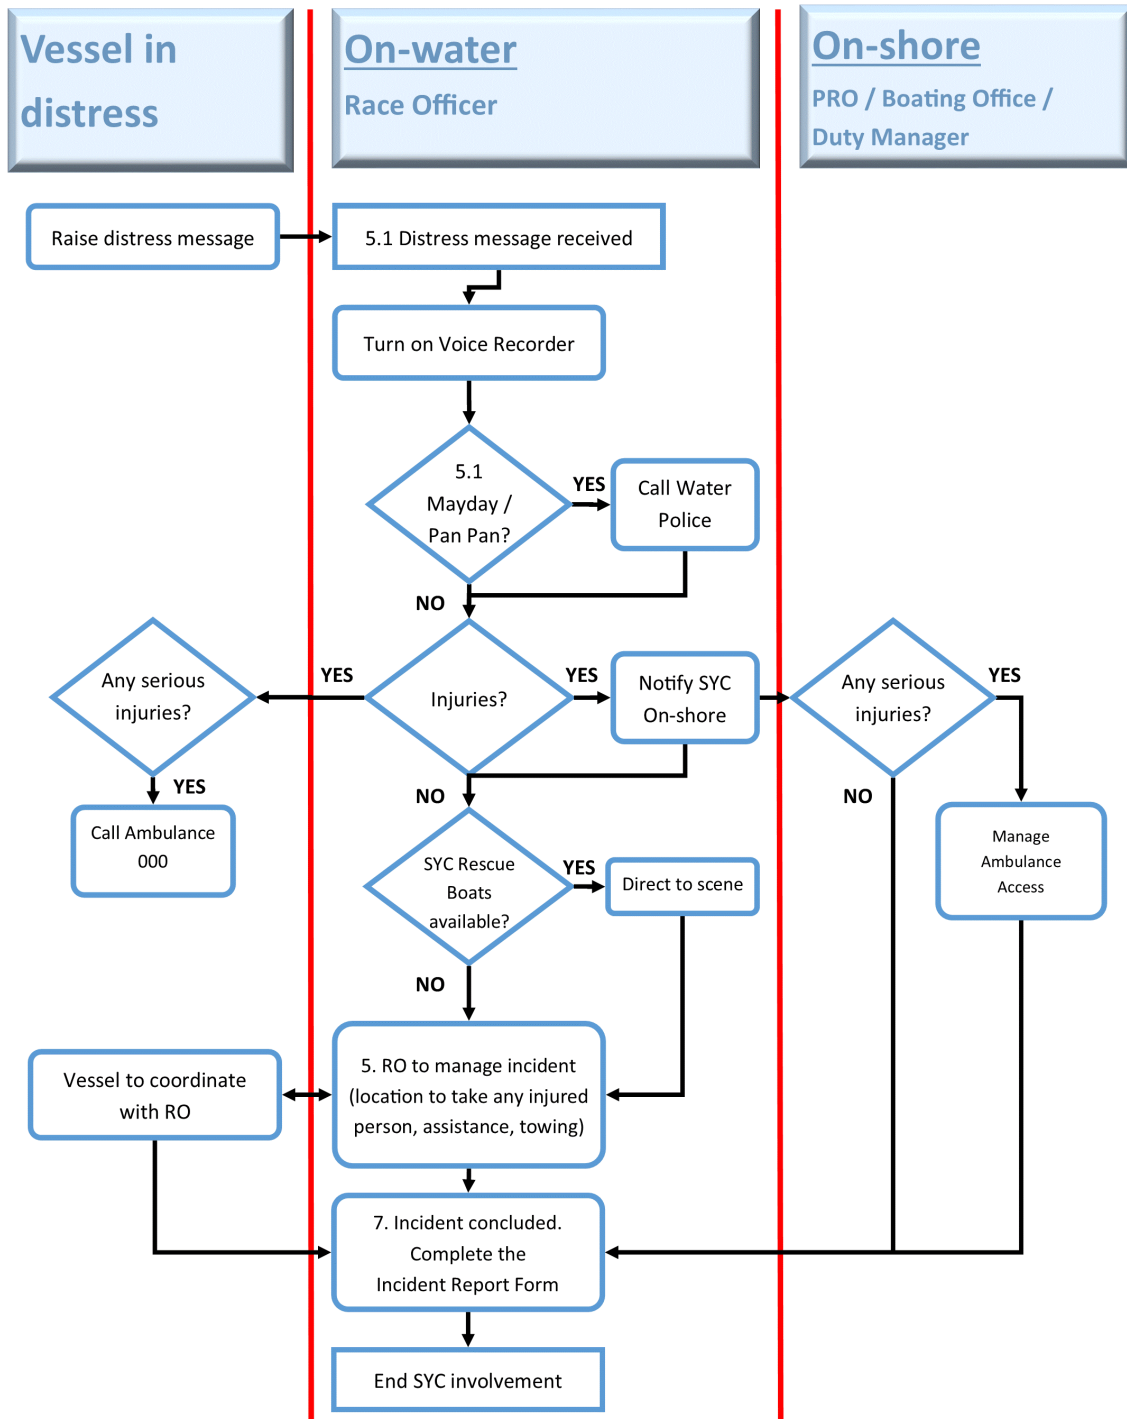 Vessel in
distress
On-water
Race Officer
On-shore
PRO / Boating Office /
Duty Manager
Raise distress message
5.1 Distress message received
Turn on Voice Recorder
5.1
Mayday /
Pan Pan?
YES
Call Water
Police
NO
Any serious
injuries?
YES
Injuries?
YES
Notify SYC
On-shore
Any serious
injuries?
YES
YES
Call Ambulance
000
NO
SYC Rescue
Boats
available?
YES
Direct to scene
NO
Manage
Ambulance
Access
NO
Vessel to coordinate
with RO
5. RO to manage incident
(location to take any injured
person, assistance, towing)
7. Incident concluded.
Complete the
Incident Report Form
End SYC involvement